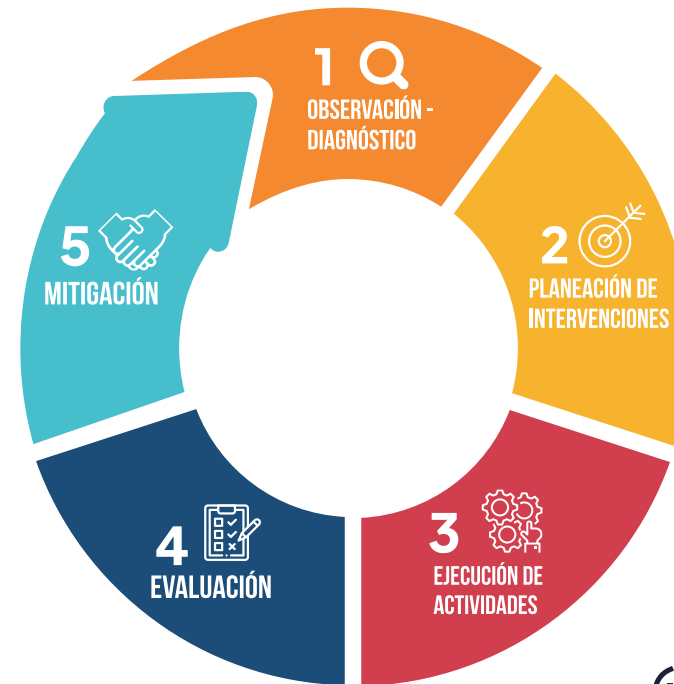 1
OBSERVACIÓN -
DIAGNÓSTICO
2
PLANEACIÓN DE
INTERVENCIONES
3
EJECUCIÓN DE
ACTIVIDADES
4
EVALUACIÓN
5
MITIGACIÓN